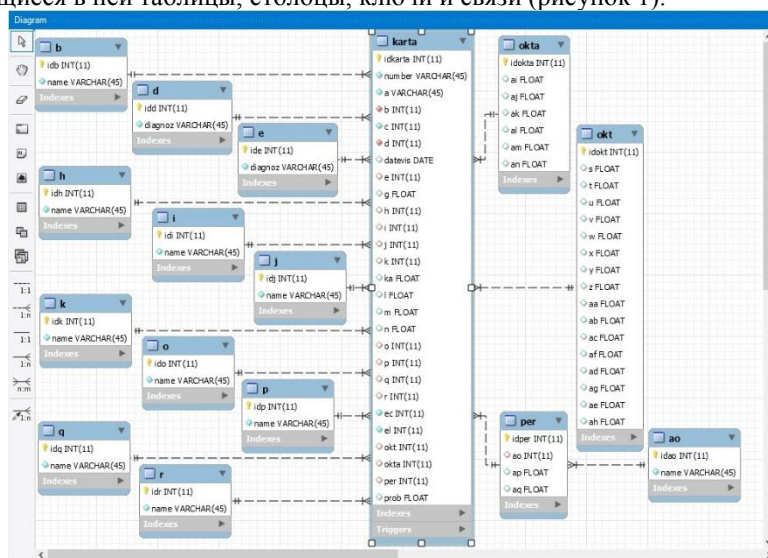 щиеся в ней таблицы, столбцы, ключи и связи (рисунок 1).
Diagram
b
idb INT(11)
name VARCHAR(45)
Indexes
d
idd INT(11)
diagnoz VARCHAR(45)
Indexes
e
ide INT(11)
diagnoz VARCHAR(45)
Indexes
h
idh INT(11)
name VARCHAR(45)
Indexes
i
idi INT(11)
name VARCHAR(45)
Indexes
j
idj INT(11)
name VARCHAR(45)
Indexes
k
idk INT(11)
name VARCHAR(45)
Indexes
o
ido INT(11)
name VARCHAR(45)
Indexes
p
idp INT(11)
name VARCHAR(45)
Indexes
q
idq INT(11)
name VARCHAR(45)
Indexes
r
idr INT(11)
name VARCHAR(45)
Indexes
karta
idkarta INT(11)
number VARCHAR(45)
a VARCHAR(45)
b INT(11)
c INT(11)
d INT(11)
datevis DATE
e INT(11)
g FLOAT
h INT(11)
i INT(11)
j INT(11)
k INT(11)
ka FLOAT
l FLOAT
m FLOAT
n FLOAT
o INT(11)
p INT(11)
q INT(11)
r INT(11)
ec INT(11)
el INT(11)
okt INT(11)
okta INT(11)
per INT(11)
prob FLOAT
Indexes
Triggers
okta
idokta INT(11)
ai FLOAT
aj FLOAT
ak FLOAT
al FLOAT
am FLOAT
an FLOAT
Indexes
okt
idokt INT(11)
s FLOAT
t FLOAT
u FLOAT
v FLOAT
w FLOAT
x FLOAT
y FLOAT
z FLOAT
aa FLOAT
ab FLOAT
ac FLOAT
af FLOAT
ad FLOAT
ag FLOAT
ae FLOAT
ah FLOAT
Indexes
per
idper INT(11)
ao INT(11)
ap FLOAT
aq FLOAT
Indexes
ao
idao INT(11)
name VARCHAR(45)
Indexes
1:1
1:n
1:1
1:n
n:m
1:n